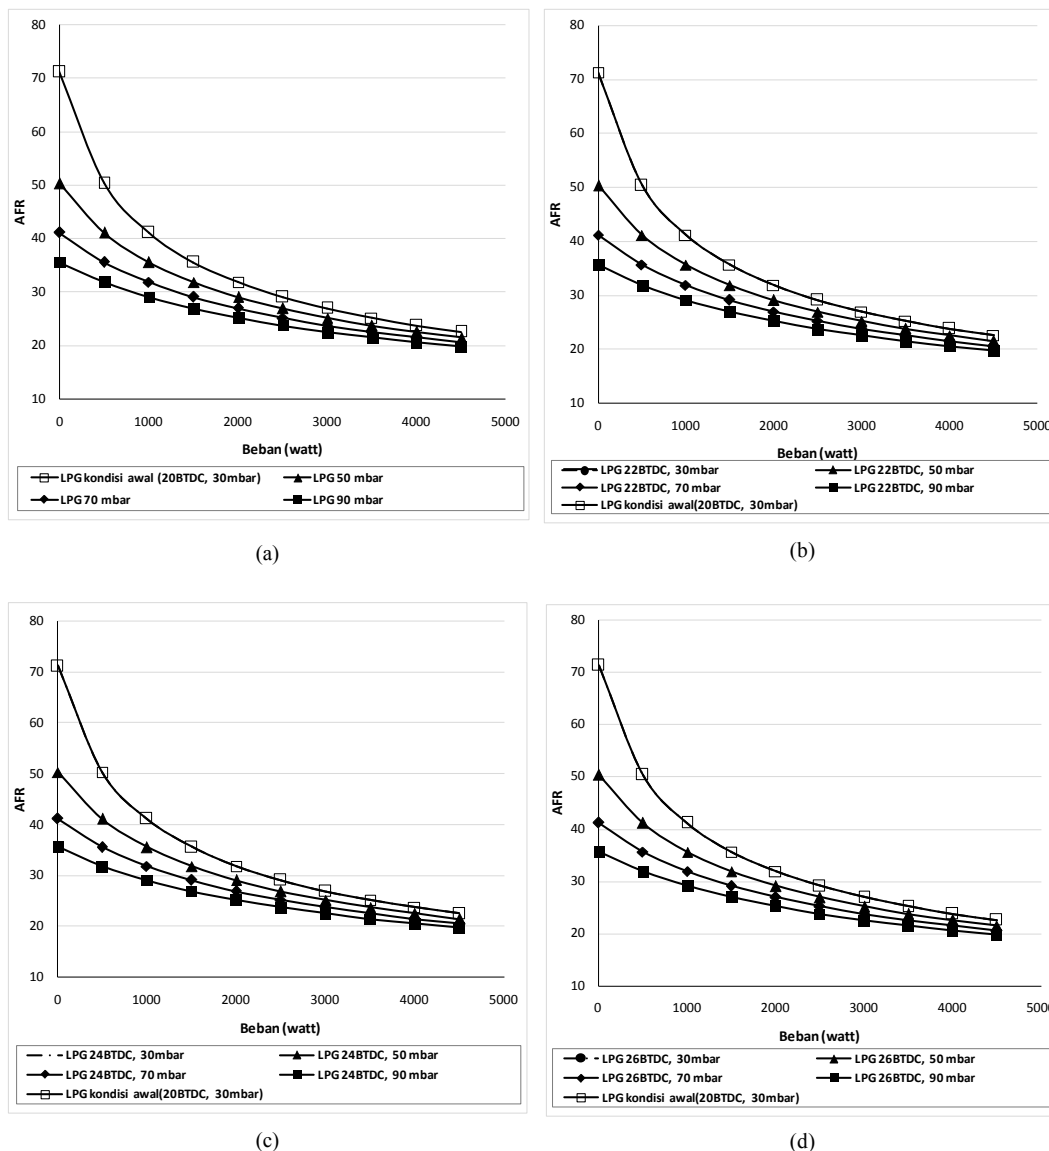 80
70
60
50
40
30
20
10
AFR
0 1000 2000 3000 4000 5000
Beban (watt)
LPG kondisi awal (20BTDC, 30mbar) LPG 50 mbar
LPG 70 mbar LPG 90 mbar
(a)
80
70
60
50
40
30
20
10
AFR
0 1000 2000 3000 4000 5000
Beban (watt)
LPG 22BTDC, 30mbar LPG 22BTDC, 50 mbar
LPG 22BTDC, 70 mbar LPG 22BTDC, 90 mbar
LPG kondisi awal(20BTDC, 30mbar)
(b)
80
70
60
50
40
30
20
10
AFR
0 1000 2000 3000 4000 5000
Beban (watt)
LPG 24BTDC, 30mbar LPG 24BTDC, 50 mbar
LPG 24BTDC, 70 mbar LPG 24BTDC, 90 mbar
LPG kondisi awal(20BTDC, 30mbar)
(c)
80
70
60
50
40
30
20
10
AFR
0 1000 2000 3000 4000 5000
Beban (watt)
LPG 26BTDC, 30mbar LPG 26BTDC, 50 mbar
LPG 26BTDC, 70 mbar LPG 26BTDC, 90 mbar
LPG kondisi awal(20BTDC, 30mbar)
(d)